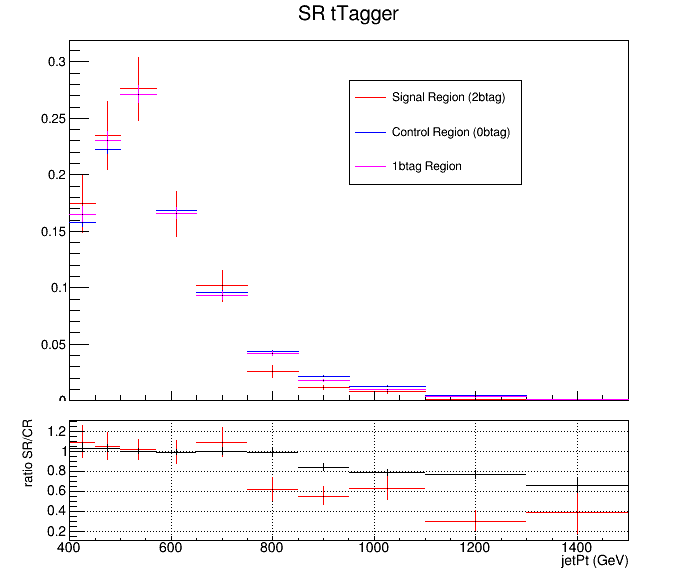 SR tTagger
0.3
0.25
0.2
0.15
0.1
0.05
0
Signal Region (2btag)
Control Region (0btag)
1btag Region
ratio SR/CR
1.2
1
0.8
0.6
0.4
0.2
400 600 800 1000 1200 1400
jetPt (GeV)